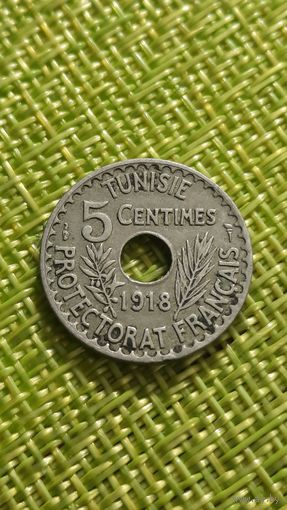 TUNISIE
5 CENTIMES
1918
PROTECTORAT FRANÇAIS